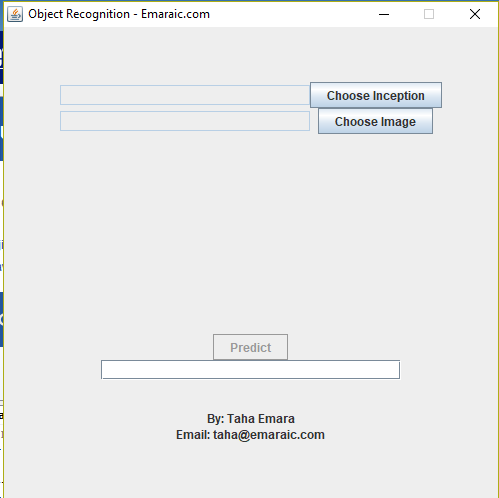 Object Recognition - Emaraic.com
Choose Inception
Choose Image
Predict
By: Taha Emara
Email: taha@emaraic.com